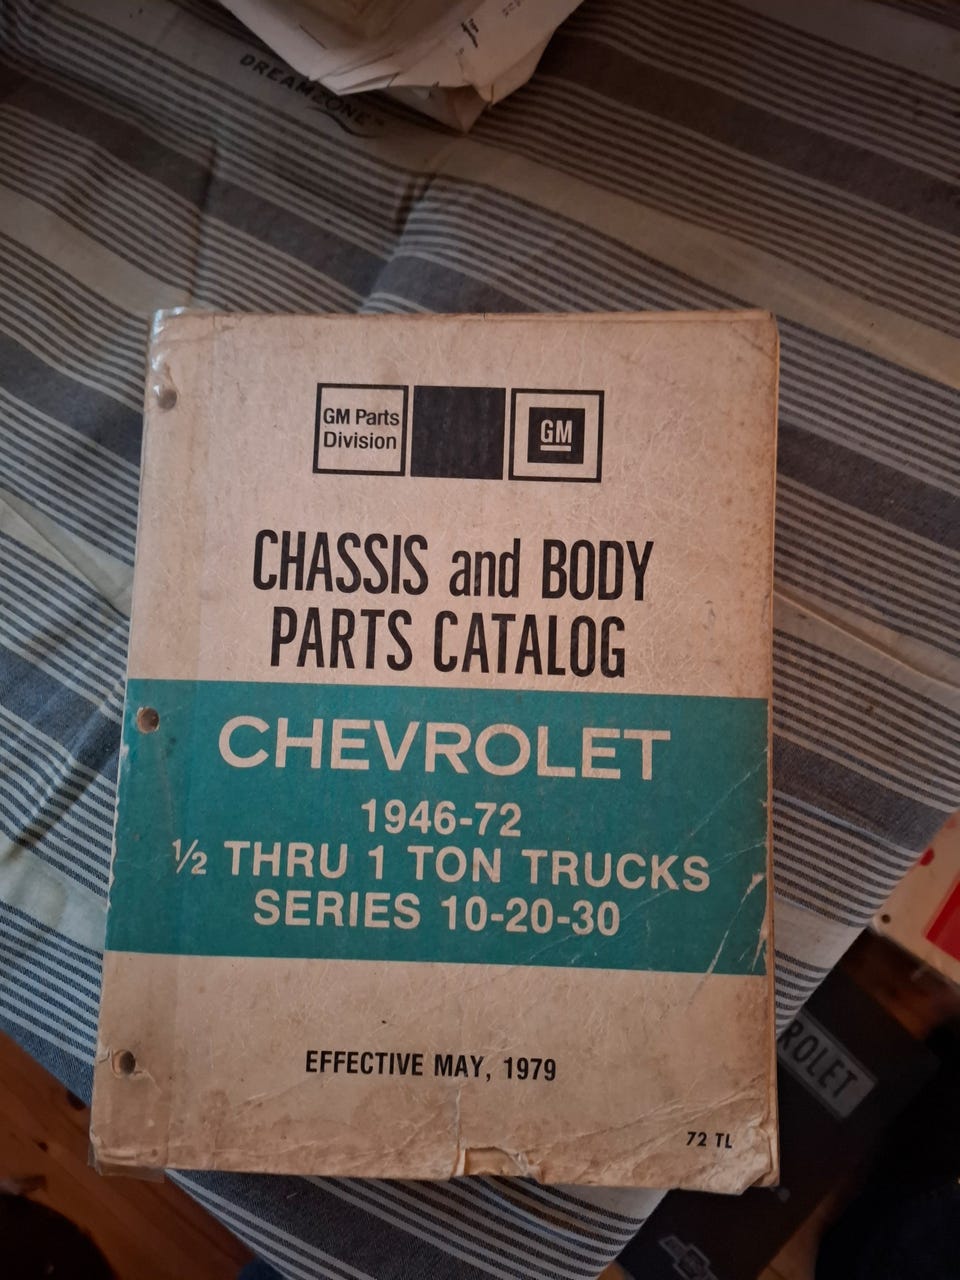 DREAMZONE
GM Parts
Division
GM
CHASSIS and BODY
PARTS CATALOG
CHEVROLET
1946-72
½ THRU 1 TON TRUCKS
SERIES 10-20-30
EFFECTIVE MAY, 1979
72 TL
ROLET